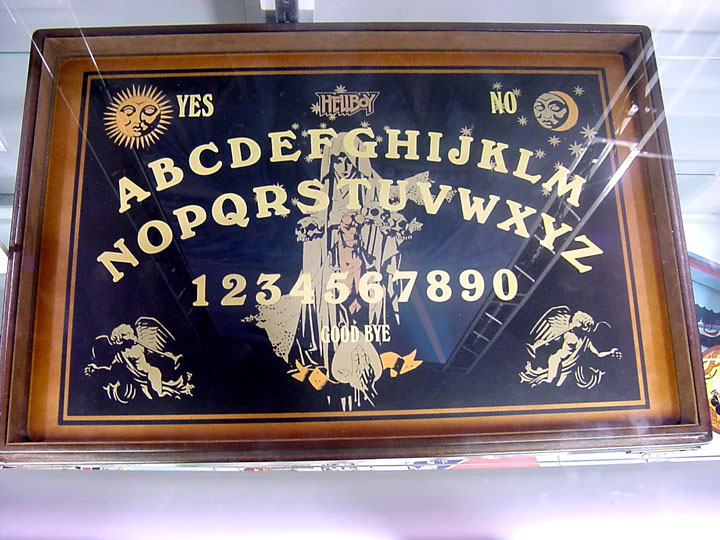 YES HELLBOY NO
ABCDEFGHIJKLM
NOPQRSTUVWXYZ
1234567890
GOOD BYE